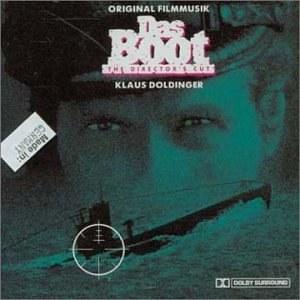 ORIGINAL FILMMUSIK
Das
Boot
THE DIRECTOR'S CUT
KLAUS DOLDINGER
Made in:
GERMANY
DOLBY SURROUND